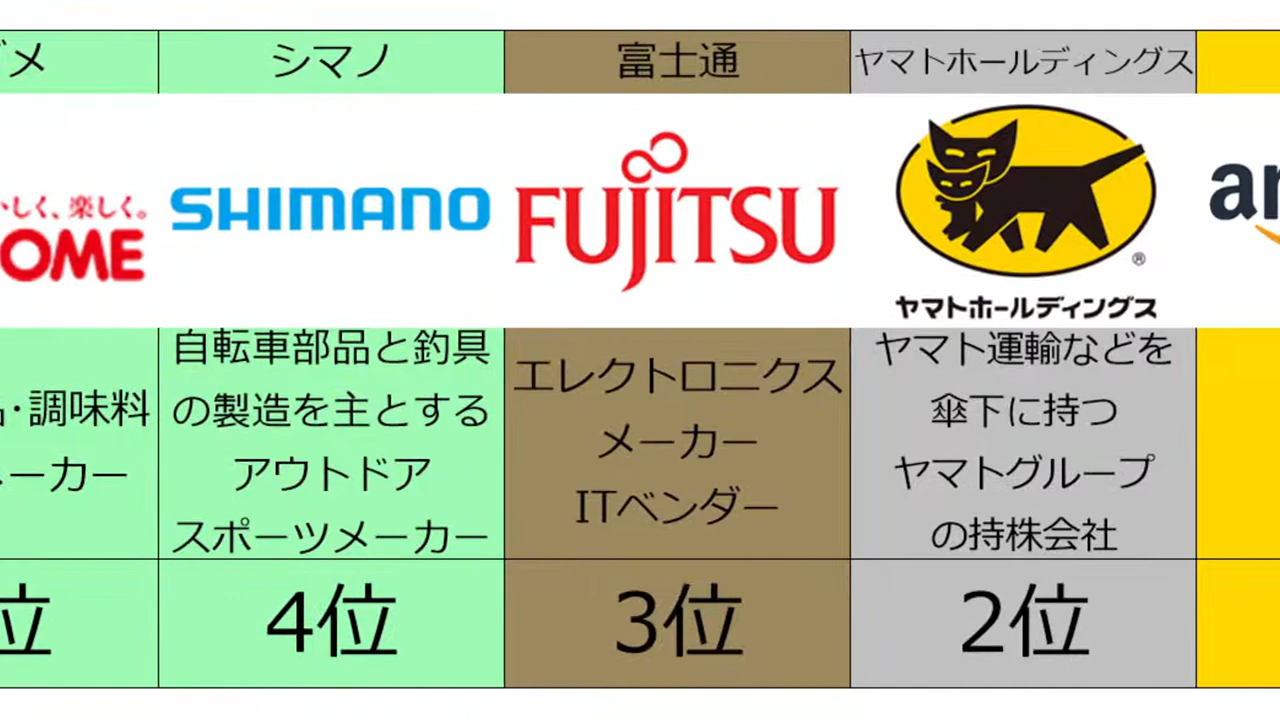 メ
シマノ
富士通
ヤマトホールディングス
しく、楽しく。
OME
SHIMANO
FUJITSU
®
ヤマトホールディングス
自転車部品と釣具
の製造を主とする
アウトドア
スポーツメーカー
・調味料
ーカー
エレクトロニクス
メーカー
ITベンダー
ヤマト運輸などを
傘下に持つ
ヤマトグループ
の持株会社
位
4位
3位
2位